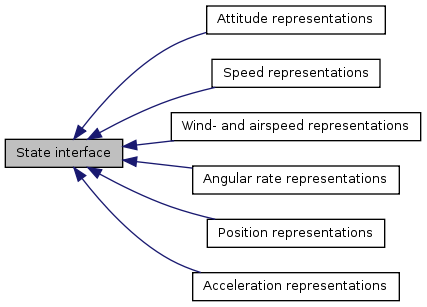 Attitude representations
Speed representations
Wind- and airspeed representations
State interface
Angular rate representations
Position representations
Acceleration representations